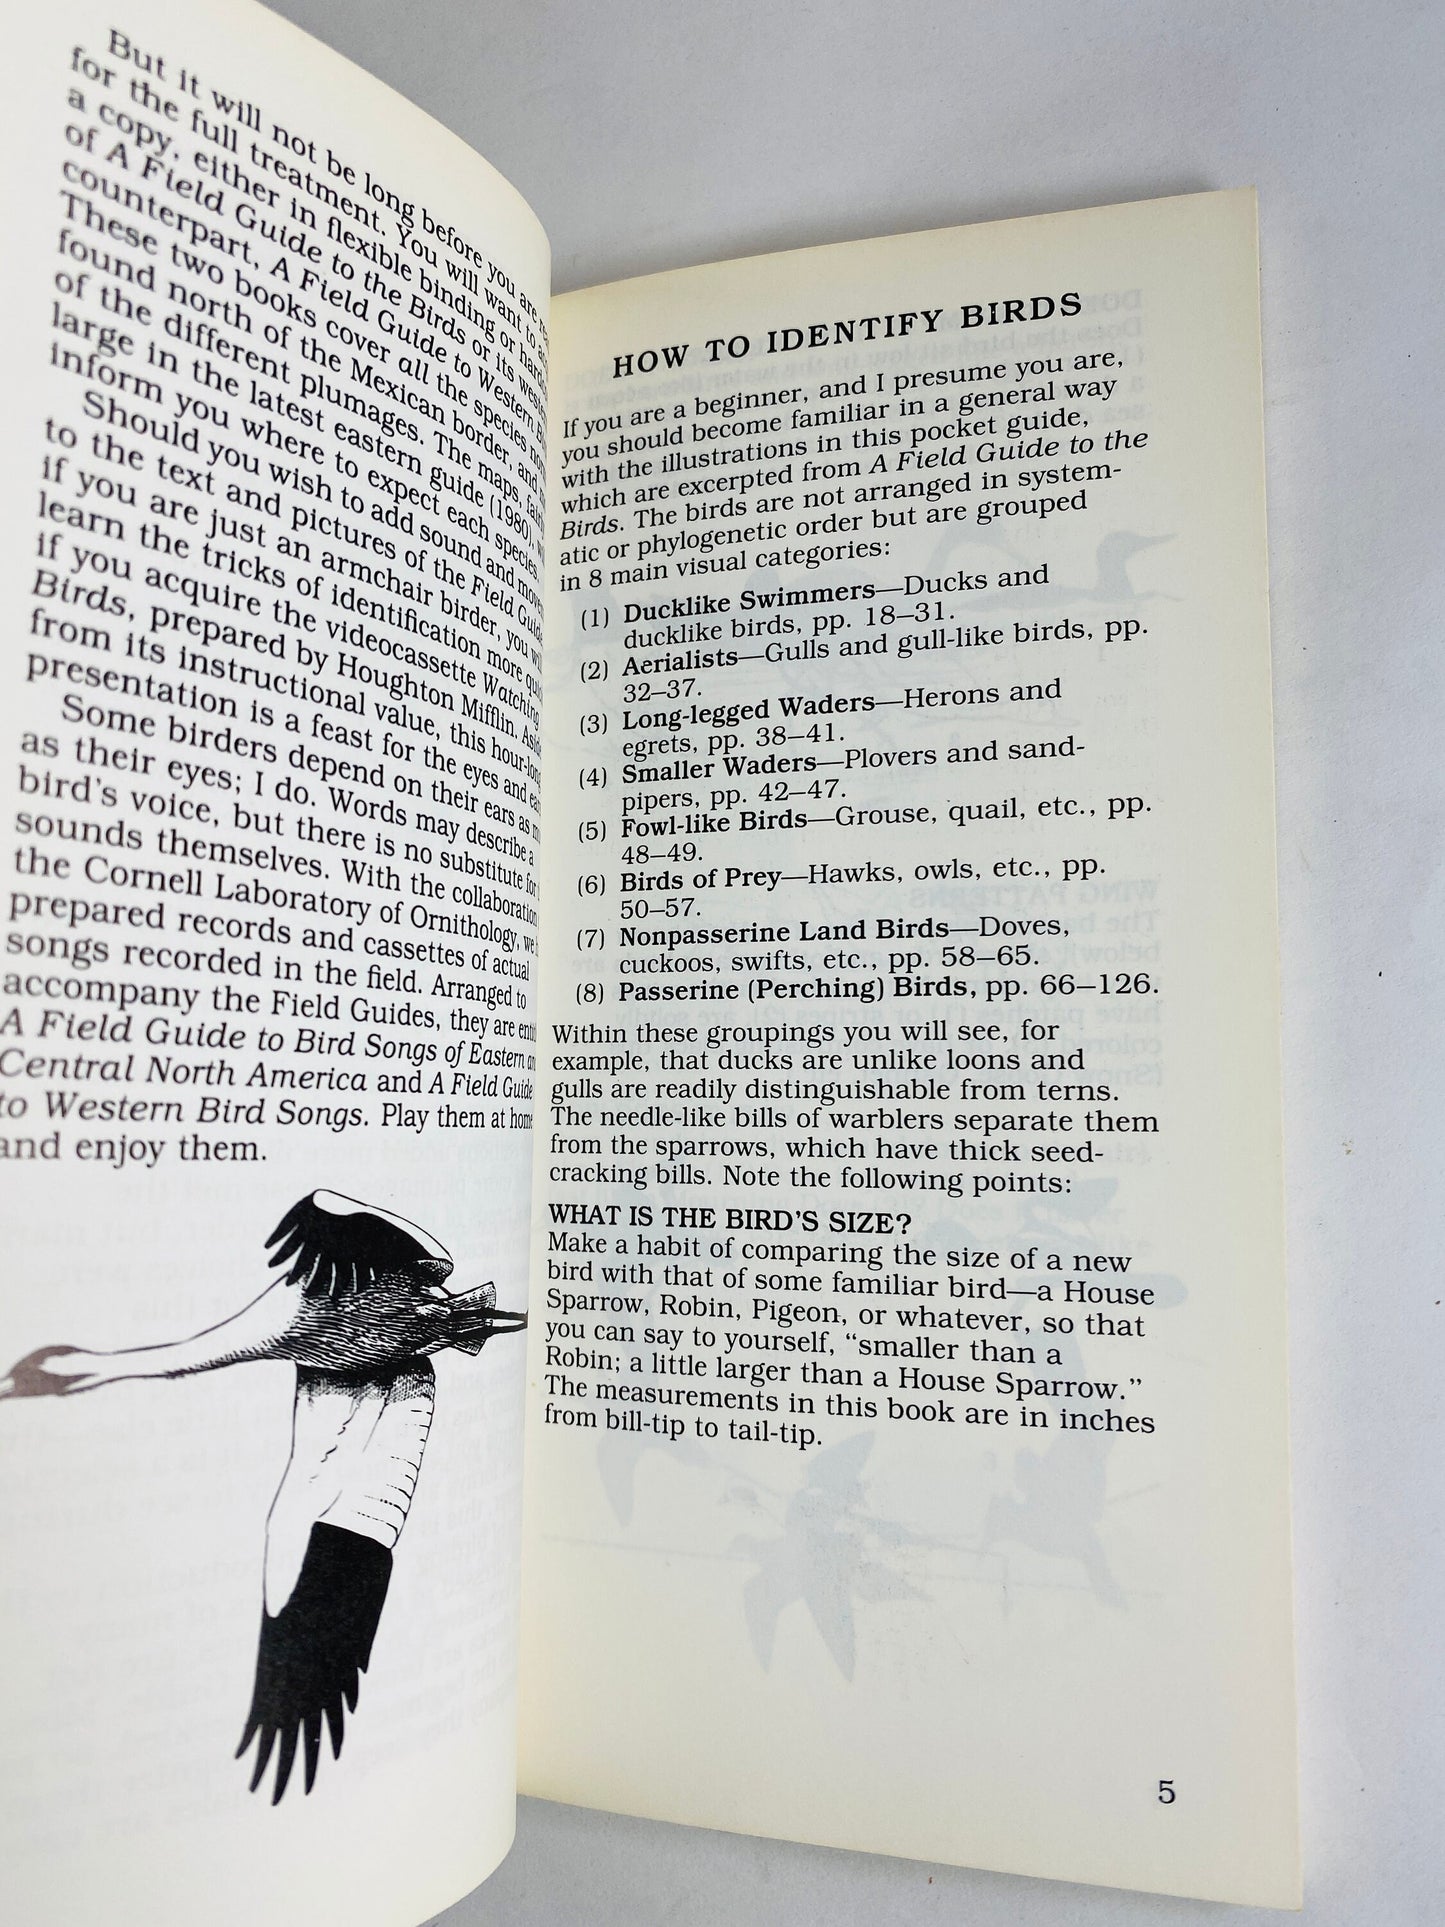 But it will not be long before you are
for the full treatment. You will want to
a copy, either in flexible binding or
of A Field Guide to the Birds or its
counterpart, A Field Guide to Western
These two books cover all the species
found north of the Mexican border, and
of the different plumages. The maps,
large in the latest eastern guide (1980),
inform you where to expect each species.
Should you wish to add sound and
to the text and pictures of the Field
if you are just an armchair birder, you
learn the tricks of identification more
if you acquire the videocassette Watching
Birds, prepared by Houghton Mifflin.
from its instructional value, this
presentation is a feast for the eyes and
Some birders depend on their ears as
as their eyes; I do. Words may describe a
bird's voice, but there is no substitute for
sounds themselves. With the collaboration
the Cornell Laboratory of Ornithology, we
prepared records and cassettes of actual
songs recorded in the field. Arranged to
accompany the Field Guides, they are
A Field Guide to Bird Songs of Eastern
Central North America and A Field Guide
to Western Bird Songs. Play them at home
and enjoy them.
HOW TO IDENTIFY BIRDS
If you are a beginner, and I presume you are,
you should become familiar in a general way
with the illustrations in this pocket guide,
which are excerpted from A Field Guide to the
Birds. The birds are not arranged in system-
atic or phylogenetic order but are grouped
in 8 main visual categories:
(1) Ducklike Swimmers—Ducks and
ducklike birds, pp. 18–31.
(2) Aerialists—Gulls and gull-like birds, pp.
32–37.
(3) Long-legged Waders—Herons and
egrets, pp. 38–41.
(4) Smaller Waders—Plovers and sand-
pipers, pp. 42–47.
(5) Fowl-like Birds—Grouse, quail, etc., pp.
48–49.
(6) Birds of Prey—Hawks, owls, etc., pp.
50–57.
(7) Nonpasserine Land Birds—Doves,
cuckoos, swifts, etc., pp. 58–65.
(8) Passerine (Perching) Birds, pp. 66–126.
Within these groupings you will see, for
example, that ducks are unlike loons and
gulls are readily distinguishable from terns.
The needle-like bills of warblers separate them
from the sparrows, which have thick seed-
cracking bills. Note the following points:
WHAT IS THE BIRD'S SIZE?
Make a habit of comparing the size of a new
bird with that of some familiar bird—a House
Sparrow, Robin, Pigeon, or whatever, so that
you can say to yourself, "smaller than a
Robin; a little larger than a House Sparrow."
The measurements in this book are in inches
from bill-tip to tail-tip.
5